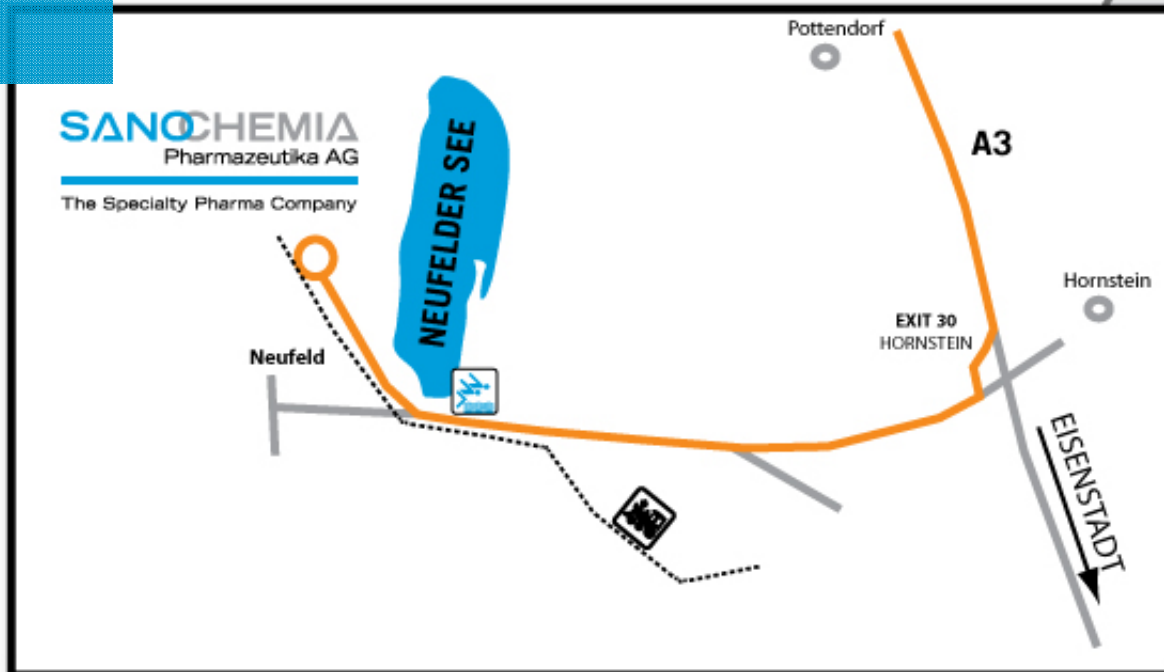 Pottendorf
SANOCHEMIA
Pharmazeutika AG
The Specialty Pharma Company
NEUFELDER SEE
A3
Hornstein
EXIT 30
HORNSTEIN
Neufeld
EISENSTADT